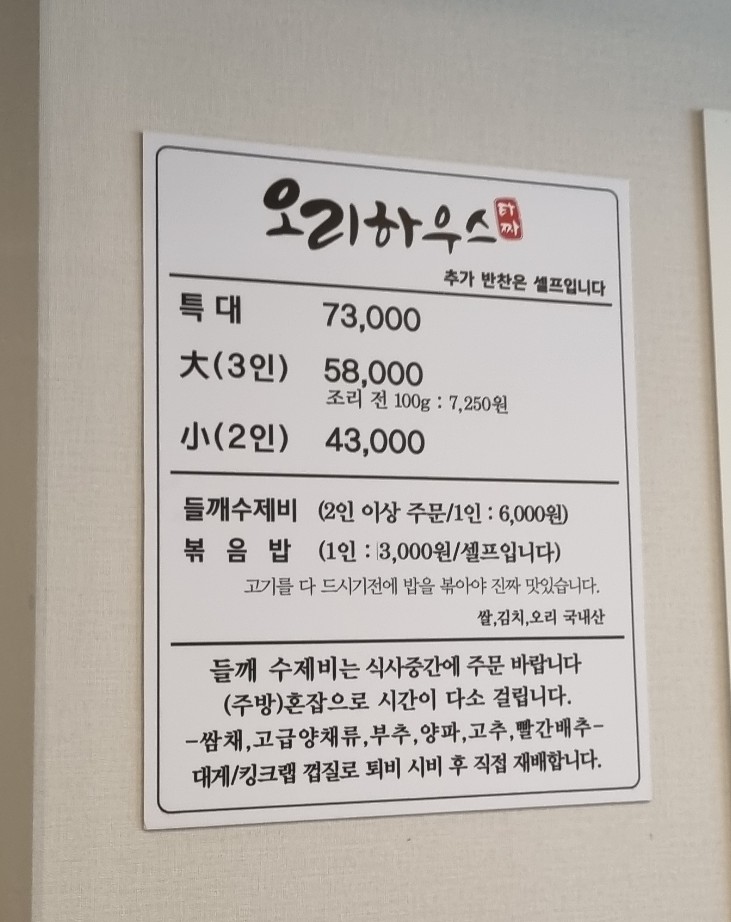 오리하우스 타짜
추가 반찬은 셀프입니다
특대 73,000
大(3인) 58,000
조리 전 100g : 7,250원
小(2인) 43,000
들깨수제비 (2인 이상 주문/1인 : 6,000원)
볶음밥 (1인 : 3,000원/셀프입니다)
고기를 다 드시기전에 밥을 볶아야 진짜 맛있습니다.
쌀,김치,오리 국내산
들깨 수제비는 식사중간에 주문 바랍니다
(주방)혼잡으로 시간이 다소 걸립니다.
-쌈채,고급양채류,부추,양파,고추,빨간배추-
대게/킹크랩 껍질로 퇴비 시비 후 직접 재배합니다.